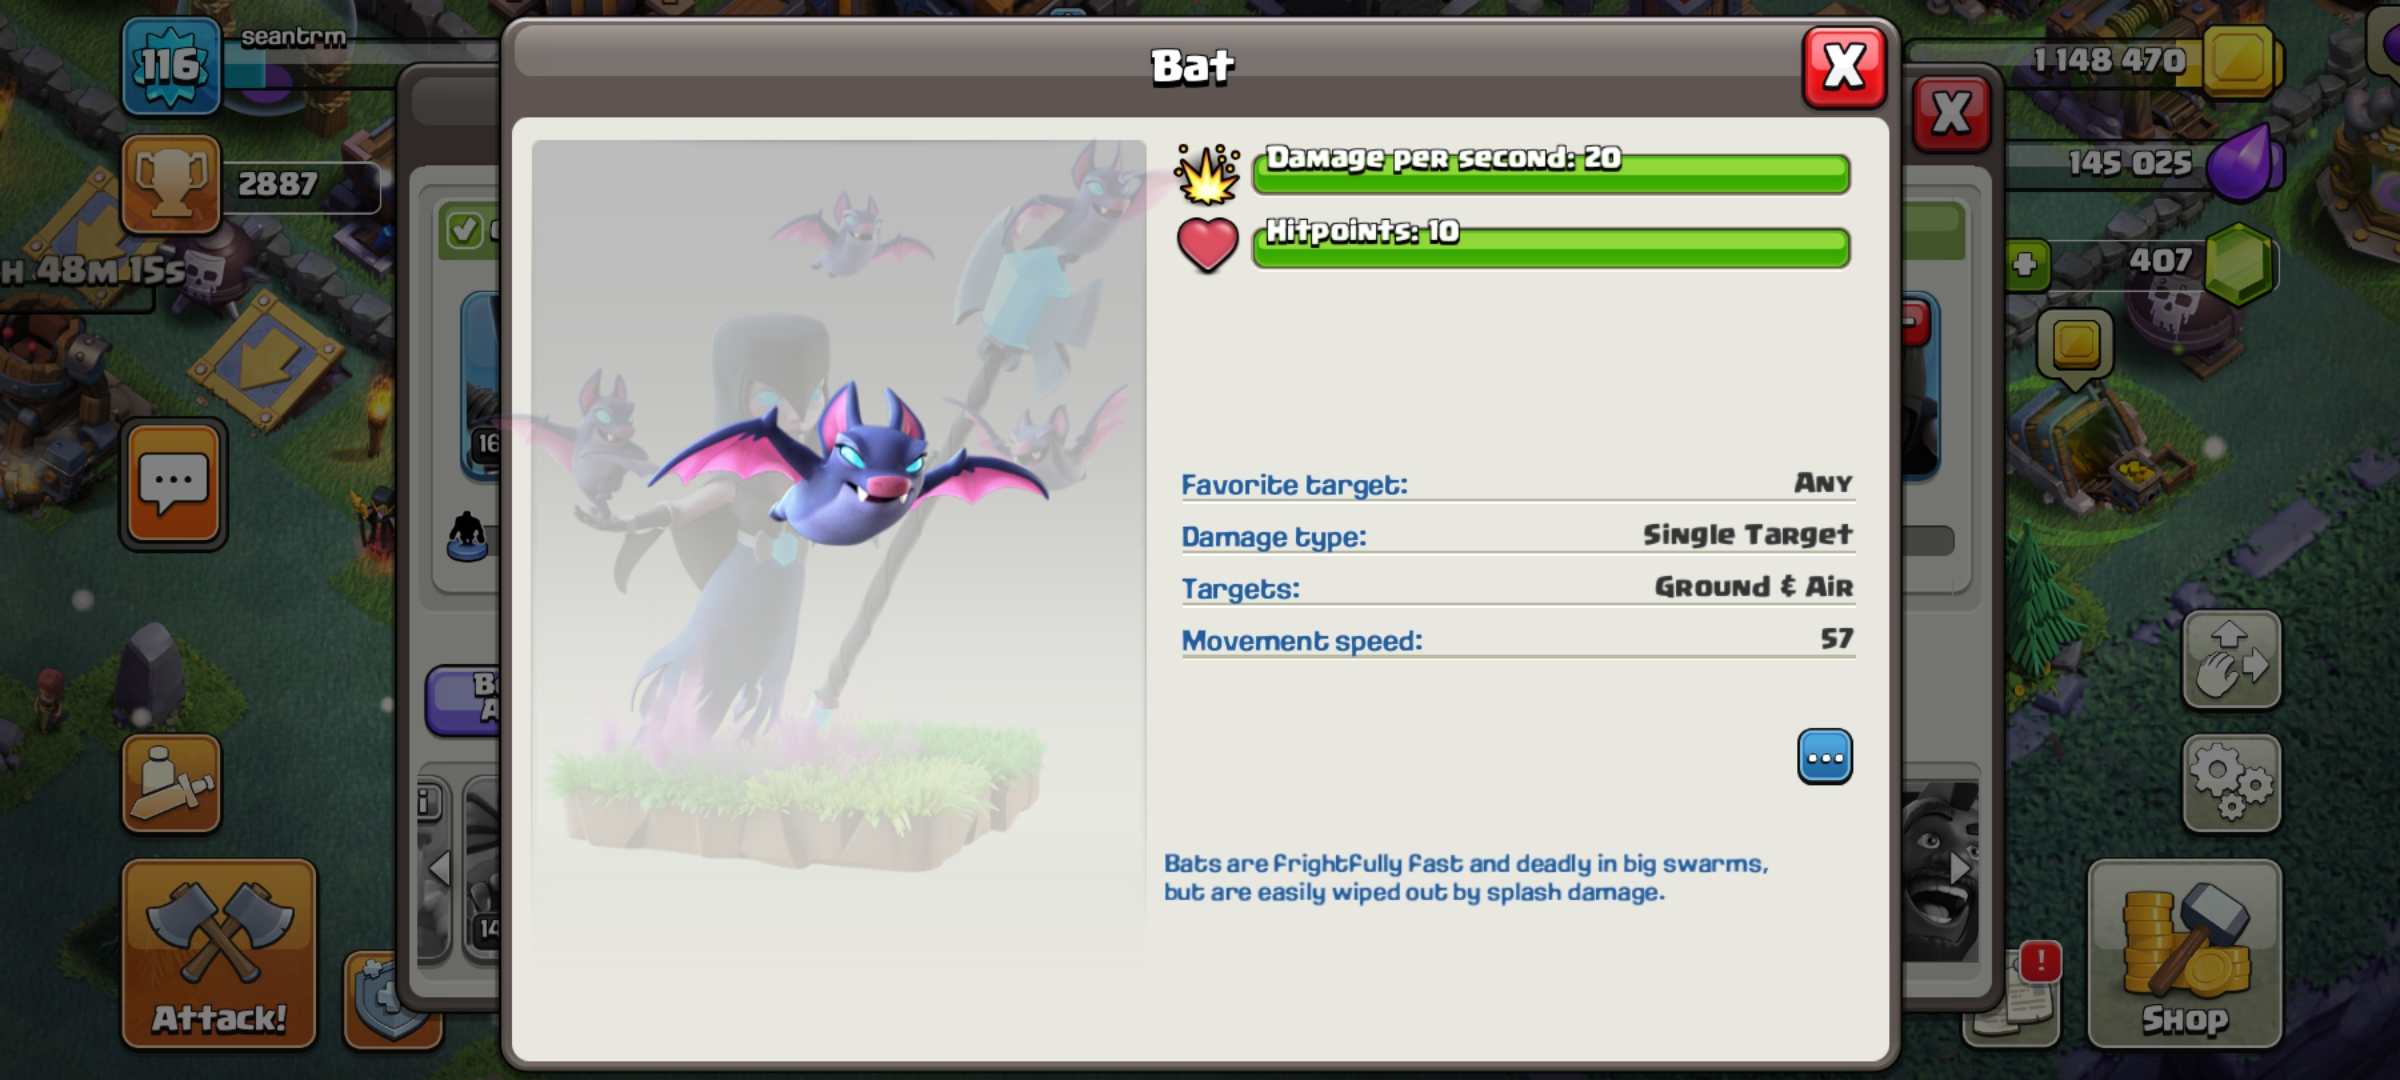 116
seantrm
Bat
1 148 470
2887
Damage per second: 20
145 025
Hitpoints: 10
H 48M 15s
407
16
Favorite target: Any
Damage type: Single Target
Targets: Ground & Air
Movement speed: 57
Bats are frightfully fast and deadly in big swarms,
but are easily wiped out by splash damage.
14
Attack!
Shop